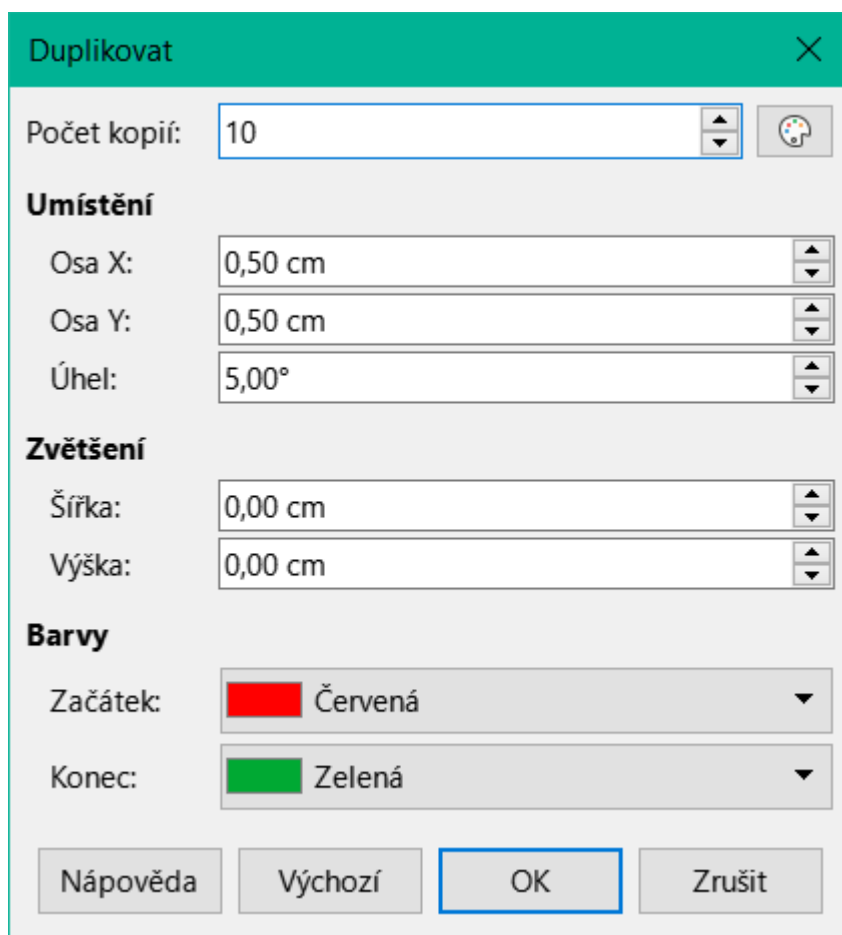 Duplikovat
Počet kopií: 10
Umístění
Osa X: 0,50 cm
Osa Y: 0,50 cm
Úhel: 5,00°
Zvětšení
Šířka: 0,00 cm
Výška: 0,00 cm
Barvy
Začátek: Červená
Konec: Zelená
Nápověda Výchozí OK Zrušit